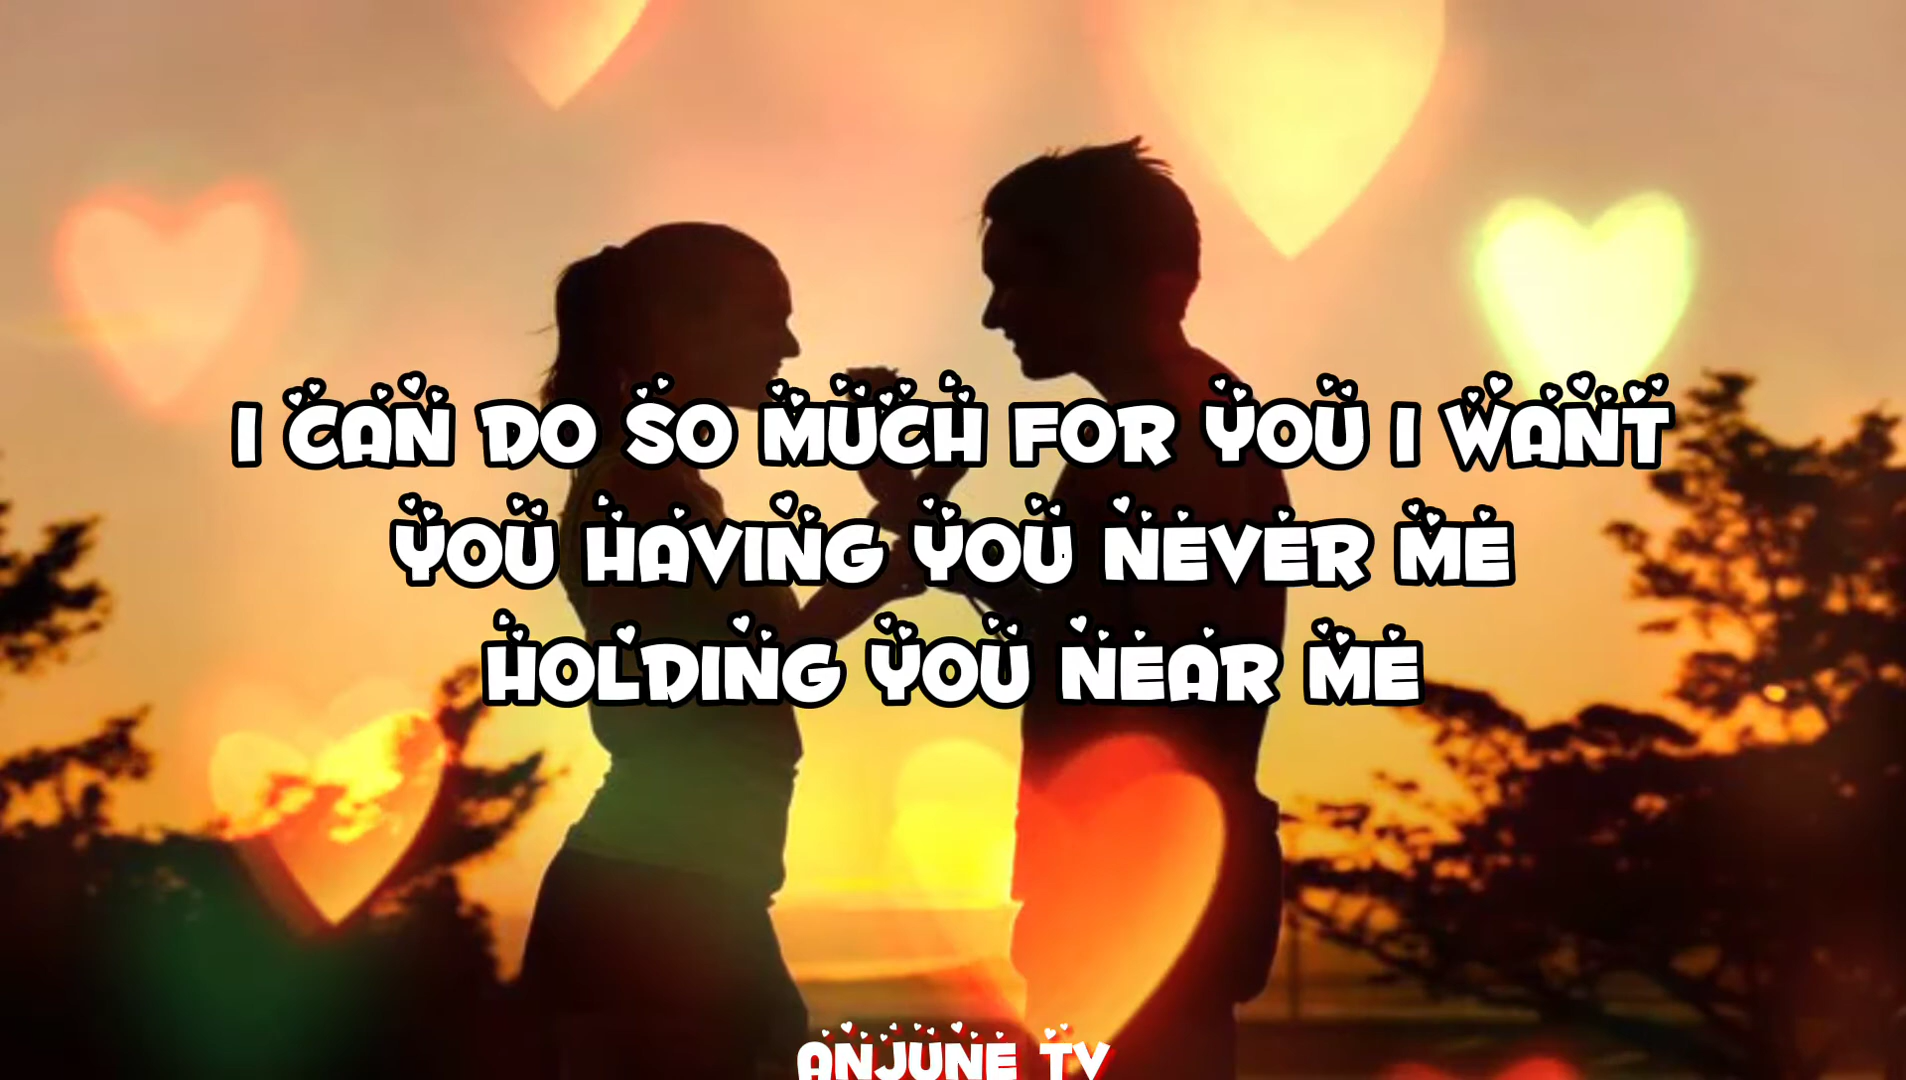 I CAN DO SO MUCH FOR YOU I WANT
YOU HAVING YOU NEVER ME
HOLDING YOU NEAR ME
ANJUNE TV